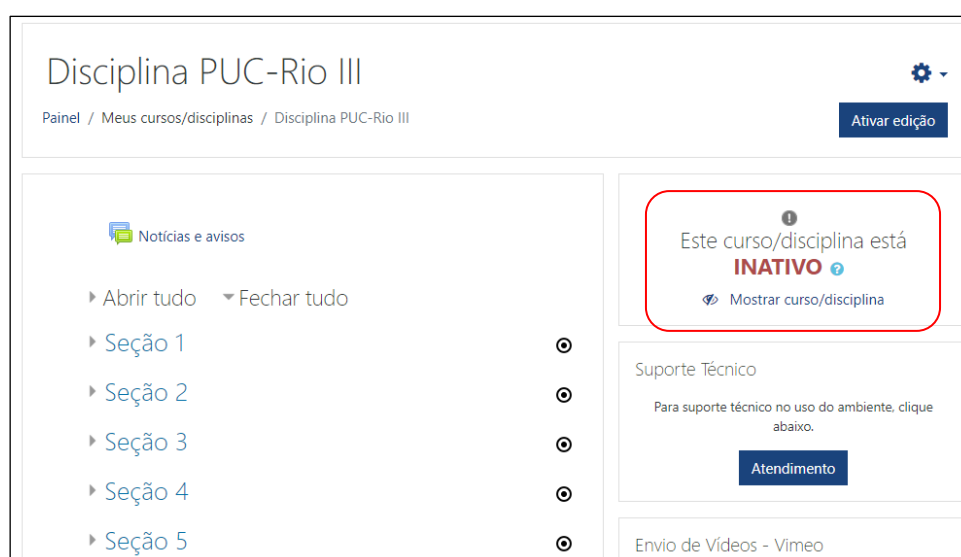 Disciplina PUC-Rio III
Painel / Meus cursos/disciplinas / Disciplina PUC-Rio III
Ativar edição
Notícias e avisos
Abrir tudo Fechar tudo
Seção 1
Seção 2
Seção 3
Seção 4
Seção 5
Este curso/disciplina está
INATIVO
Mostrar curso/disciplina
Suporte Técnico
Para suporte técnico no uso do ambiente, clique
abaixo.
Atendimento
Envio de Vídeos - Vimeo